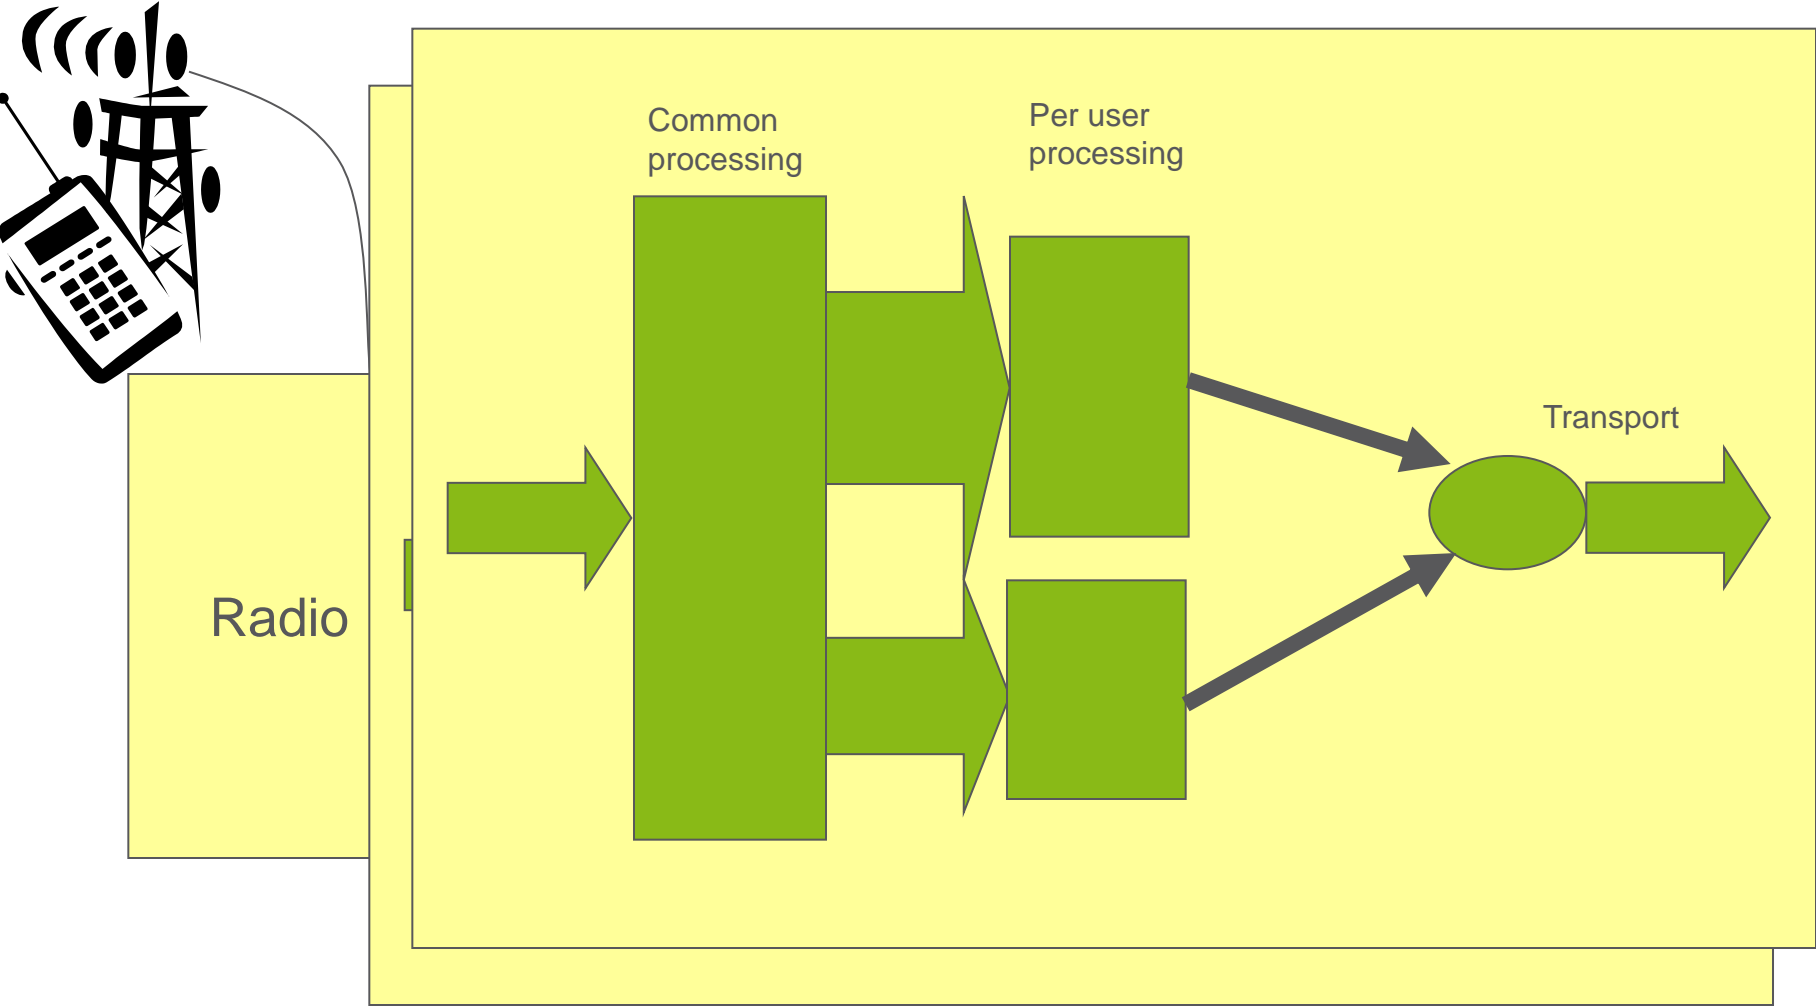 Common
processing
Per user
processing
Transport
Radio